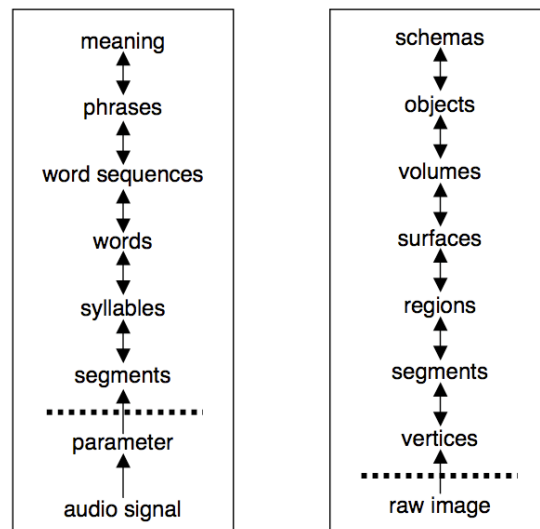 meaning
phrases
word sequences
words
syllables
segments
parameter
audio signal
schemas
objects
volumes
surfaces
regions
segments
vertices
raw image